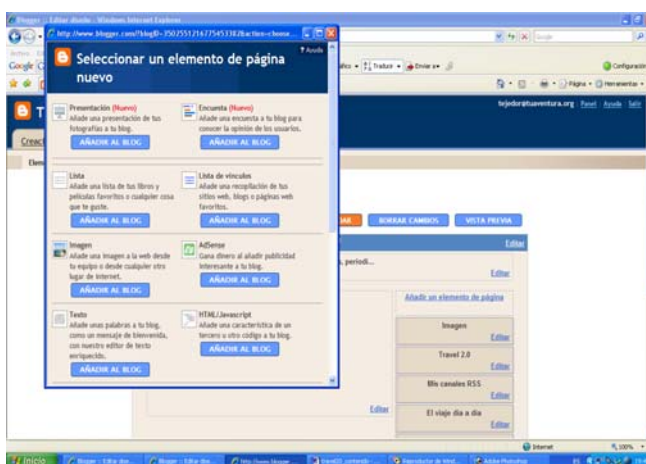 Blogger :: Editar diseño - Windows Internet Explorer
Seleccionar un elemento de página nuevo
Ayuda
Presentación (Nuevo)
Añade una presentación de tus
fotografías a tu blog.
AÑADIR AL BLOG
Encuesta (Nuevo)
Añade una encuesta a tu blog para
conocer la opinión de los usuarios.
AÑADIR AL BLOG
Lista
Añade una lista de tus libros y
películas favoritos o cualquier cosa
que te guste.
AÑADIR AL BLOG
Lista de vínculos
Añade una recopilación de tus
sitios web, blogs o páginas web
favoritos.
AÑADIR AL BLOG
Imagen
Añade una imagen a la web desde
tu equipo o desde cualquier otro
lugar de Internet.
AÑADIR AL BLOG
AdSense
Gana dinero al añadir publicidad
interesante a tu blog.
AÑADIR AL BLOG
Texto
Añade unas palabras a tu blog,
como un mensaje de bienvenida,
con nuestro editor de texto
enriquecido.
AÑADIR AL BLOG
HTML/Javascript
Añade una característica de un
tercero u otro código a tu blog.
AÑADIR AL BLOG
Google
Traducir
Enviar a
Configuración
Página
Herramientas
tejedor@tuaventura.org
Panel
Ayuda
Salir
BORRAR CAMBIOS
VISTA PREVIA
Editar
, periodi...
Editar
Añadir un elemento de página
Imagen
Editar
Travel 2.0
Editar
Mis canales RSS
Editar
El viaje dia a dia
Editar
Editar
Internet
100%
Inicio
Adobe Photoshop